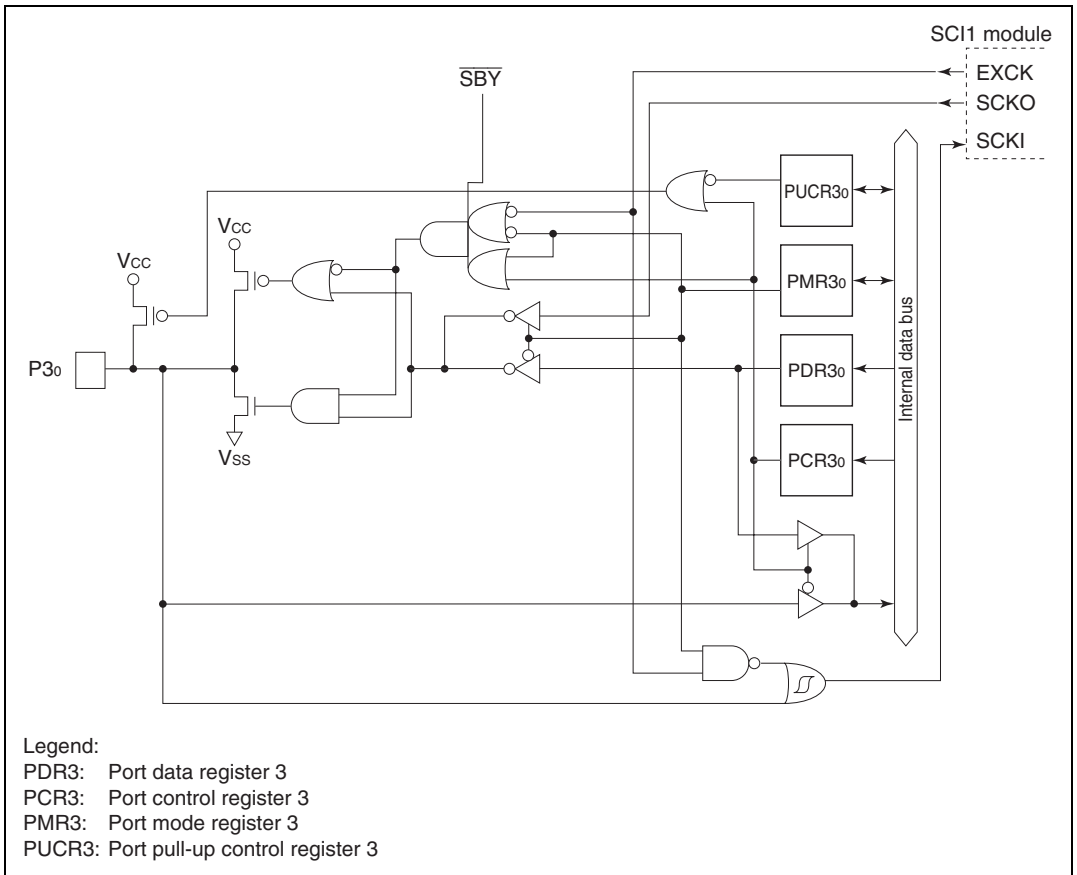 SCI1 module
EXCK
SCKO
SCKI
SBY
PUCR30
PMR30
PDR30
PCR30
Internal data bus
VCC
VCC
P30
VSS
Legend:
PDR3: Port data register 3
PCR3: Port control register 3
PMR3: Port mode register 3
PUCR3: Port pull-up control register 3